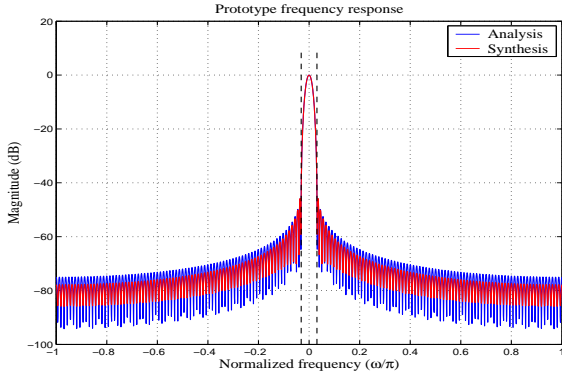 Prototype frequency response
Analysis
Synthesis
Magnitude (dB)
20
0
−20
−40
−60
−80
−100
−1 −0.8 −0.6 −0.4 −0.2 0 0.2 0.4 0.6 0.8 1
Normalized frequency (ω/π)